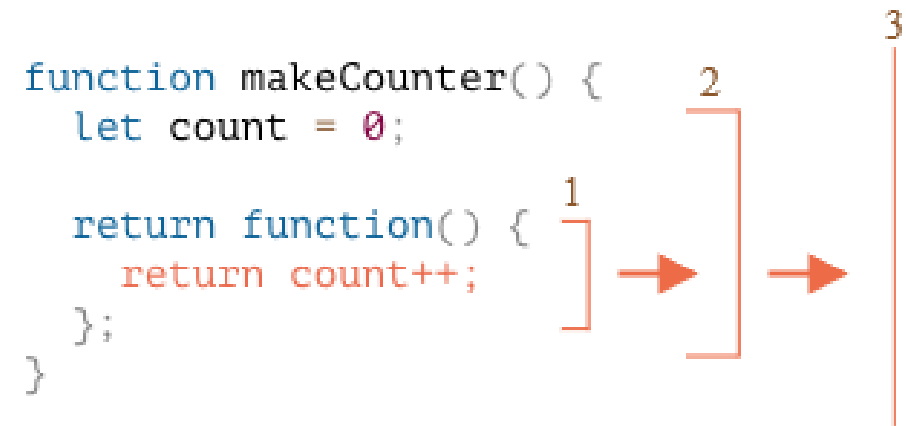 3
function makeCounter() {
2
let count = 0;
1
return function() {
return count++;
};
}